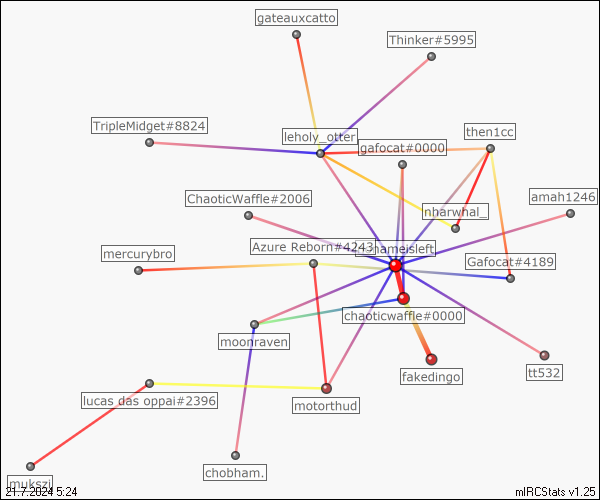 gateauxcatto
Thinker#5995
TripleMidget#8824
leholy_otter
then1cc
gafocat#0000
ChaoticWaffle#2006
amah1246
nbarwhal_
Azure Reborn#4243
hameisleft
mercurybro
Gafocat#4189
chaoticwaffle#0000
moonraven
tt532
fakedingo
lucas das oppai#2396
motorthud
chobham.
mukszi
21.7.2024 5:24
mIRCStats v1.25